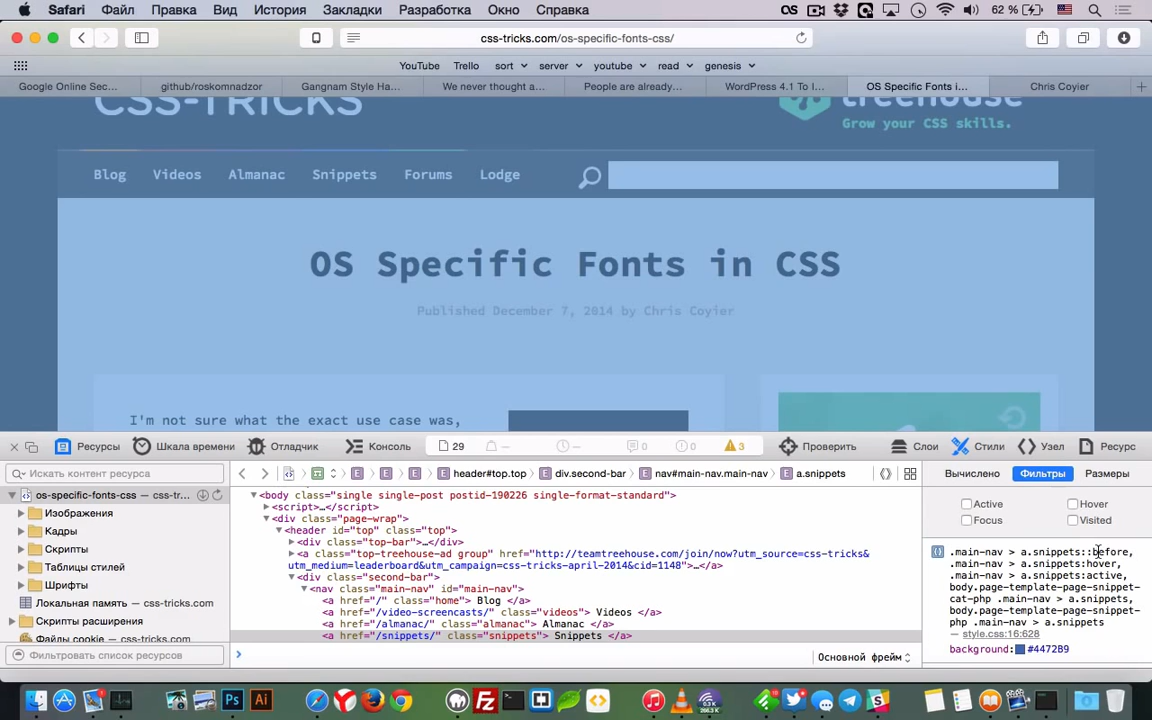 Safari Файл Правка Вид История Закладки Разработка Окно Справка 62 %
css-tricks.com/os-specific-fonts-css/
YouTube Trello sort server youtube read genesis
Google Online Sec... github/roskomnadzor Gangnam Style Ha... We never thought a... People are already... WordPress 4.1 To I... OS Specific Fonts i... Chris Coyier
CSS-TRICKS treehouse
Grow your CSS skills.
Blog Videos Almanac Snippets Forums Lodge
OS Specific Fonts in CSS
Published December 7, 2014 by Chris Coyier
I'm not sure what the exact use case was,
Ресурсы Шкала времени Отладчик Консоль 29 — — 0 0 3 Проверить Слои Стили Узел Ресурс
Искать контент ресурса
header#top.top div.second-bar nav#main-nav.main-nav a.snippets
Вычислено Фильтры Размеры
os-specific-fonts-css — css-tr...
Изображения
Кадры
Скрипты
Таблицы стилей
Шрифты
Локальная память — css-tricks.com
Скрипты расширения
Файлы cookie — css-tricks.com
Фильтровать список ресурсов
<body class="single single-post postid-190226 single-format-standard">
<script>…</script>
<div class="page-wrap">
<header id="top" class="top">
<div class="top-bar">…</div>
<a class="top-treehouse-ad group" href="http://teamtreehouse.com/join/now?utm_source=css-tricks&
utm_medium=leaderboard&utm_campaign=css-tricks-april-2014&cid=1148">…</a>
<div class="second-bar">
<nav class="main-nav" id="main-nav">
<a href="/" class="home"> Blog </a>
<a href="/video-screencasts/" class="videos"> Videos </a>
<a href="/almanac/" class="almanac"> Almanac </a>
<a href="/snippets/" class="snippets"> Snippets </a>
Основной фрейм
Active Hover
Focus Visited
.main-nav > a.snippets::before,
.main-nav > a.snippets:hover,
.main-nav > a.snippets:active,
body.page-template-page-snippet-
cat-php .main-nav > a.snippets,
body.page-template-page-snippet-
php .main-nav > a.snippets
— style.css:16:628
background: #4472B9